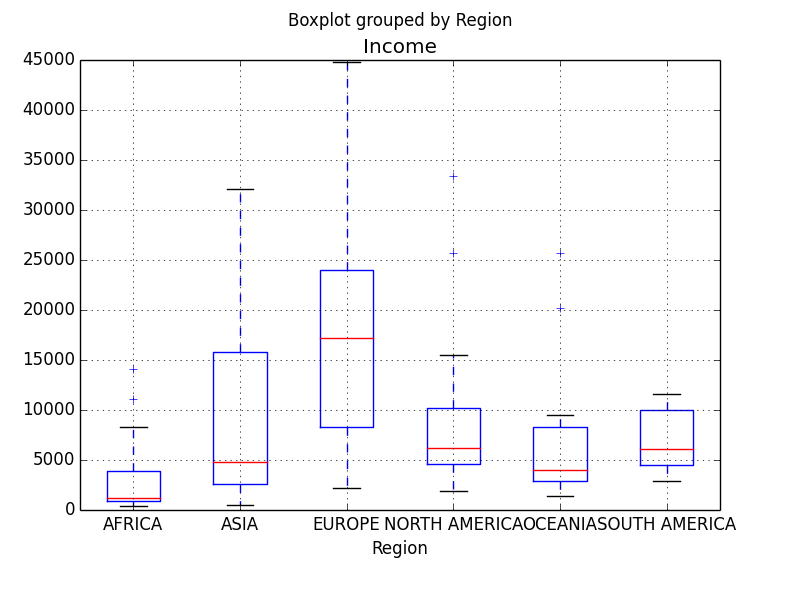 Boxplot grouped by Region
Income
45000
40000
35000
30000
25000
20000
15000
10000
5000
0
AFRICA ASIA EUROPE NORTH AMERICA OCEANIA SOUTH AMERICA
Region